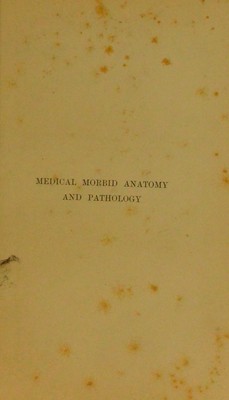 MEDICAL MORBID ANATOMY
AND PATHOLOGY